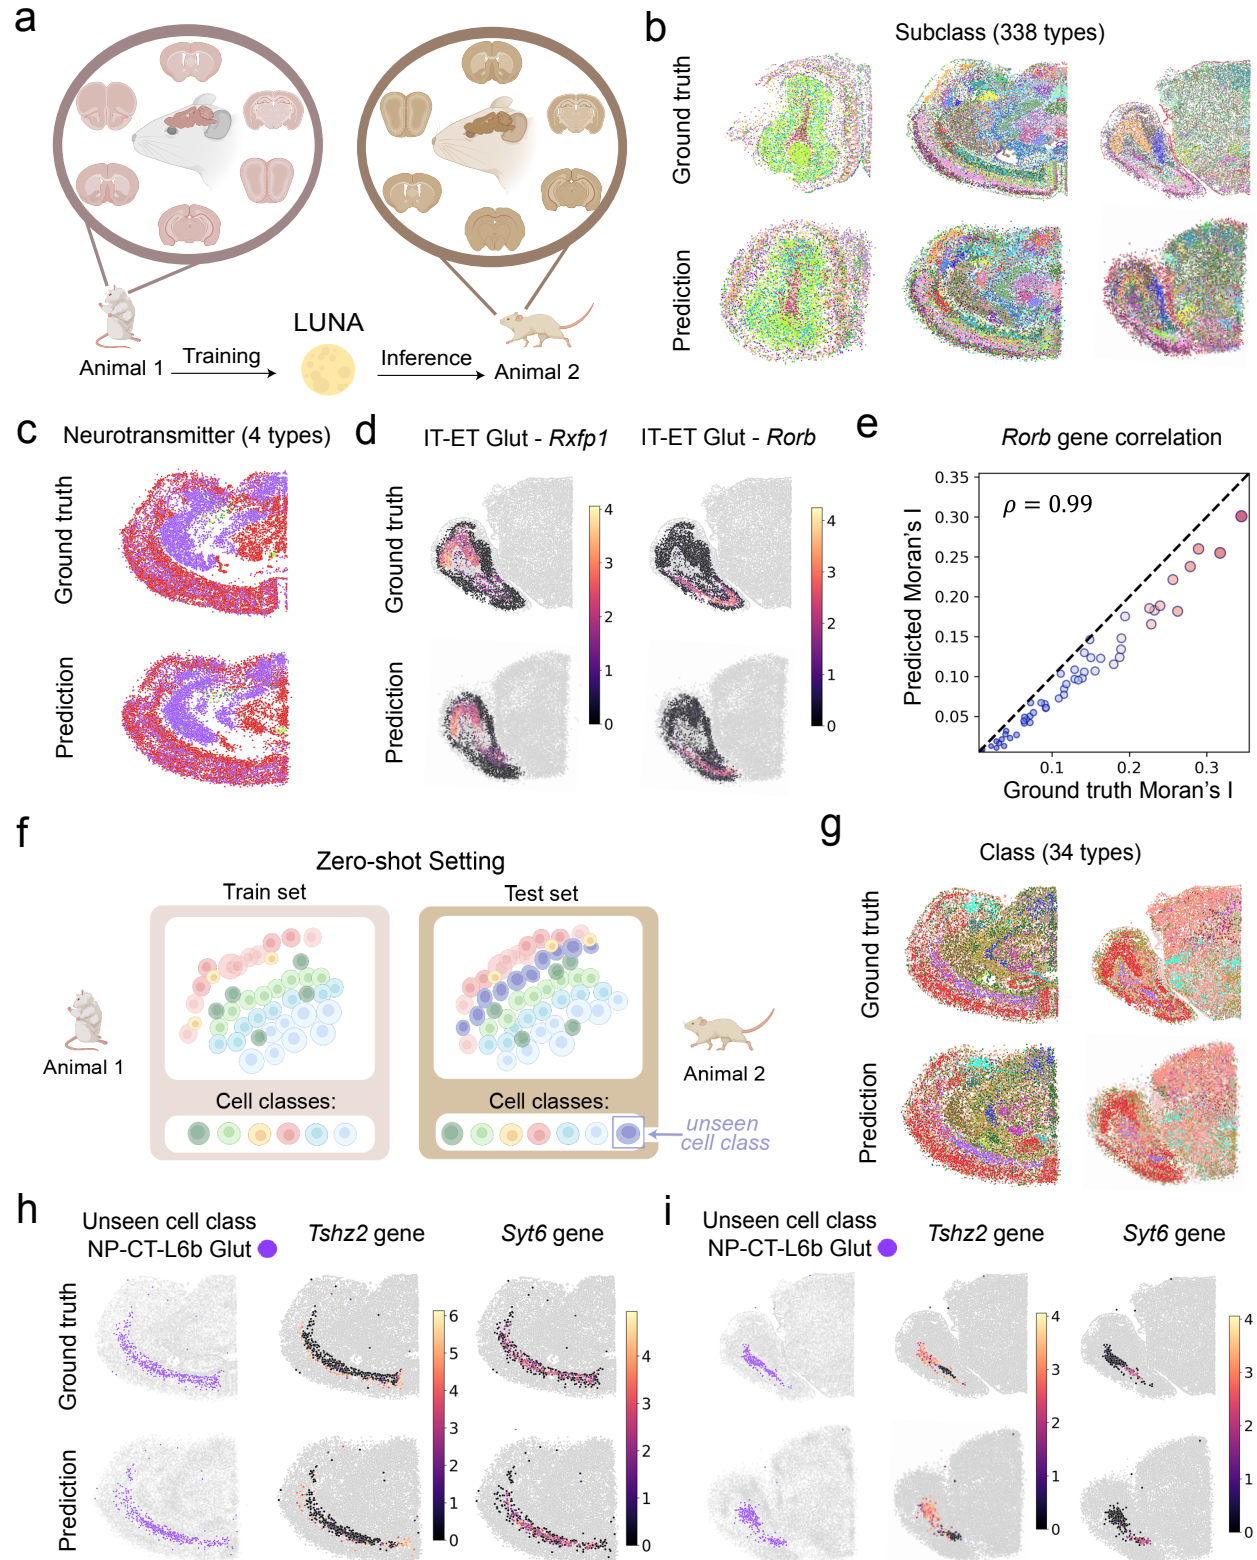 a
LUNA
Animal 1
Training
Inference
Animal 2
b
Subclass (338 types)
Ground truth
Prediction
c
Neurotransmitter (4 types)
Ground truth
Prediction
d
IT-ET Glut - Rxfp1
IT-ET Glut - Rorb
Ground truth
Prediction
4
3
2
1
0
4
3
2
1
0
e
Rorb gene correlation
ρ = 0.99
Predicted Moran's I
0.35
0.30
0.25
0.20
0.15
0.10
0.05
0.1
0.2
0.3
Ground truth Moran's I
f
Zero-shot Setting
Train set
Test set
Animal 1
Animal 2
Cell classes:
Cell classes:
unseen
cell class
g
Class (34 types)
Ground truth
Prediction
h
Unseen cell class
NP-CT-L6b Glut
Tshz2 gene
Syt6 gene
Ground truth
Prediction
6
5
4
3
2
1
0
4
3
2
1
0
i
Unseen cell class
NP-CT-L6b Glut
Tshz2 gene
Syt6 gene
Ground truth
Prediction
4
3
2
1
0
4
3
2
1
0